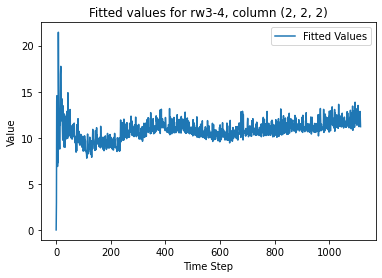 Fitted values for rw3-4, column (2, 2, 2)
Fitted Values
Value
20
15
10
5
0
0 200 400 600 800 1000
Time Step